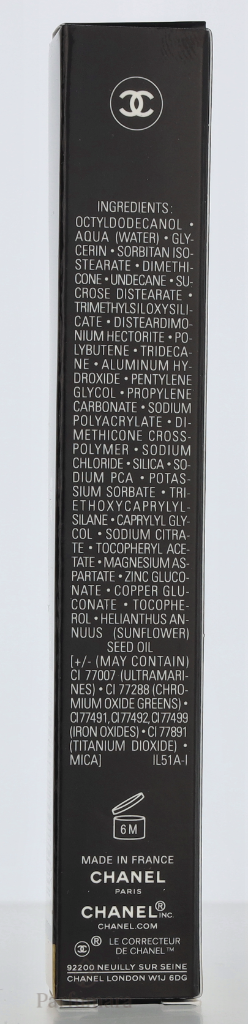 INGREDIENTS:
OCTYLDODECANOL •
AQUA (WATER) • GLY-
CERIN • SORBITAN ISO-
STEARATE • DIMETHI-
CONE • UNDECANE • SU-
CROSE DISTEARATE •
TRIMETHYLSILOXYSILI-
CATE • DISTEARDIMO-
NIUM HECTORITE • PO-
LYBUTENE • TRIDECA-
NE • ALUMINUM HY-
DROXIDE • PENTYLENE
GLYCOL • PROPYLENE
CARBONATE • SODIUM
POLYACRYLATE • DI-
METHICONE CROSS-
POLYMER • SODIUM
CHLORIDE • SILICA • SO-
DIUM PCA • POTAS-
SIUM SORBATE • TRI-
ETHOXYCAPRYLYL-
SILANE • CAPRYLYL GLY-
COL • SODIUM CITRA-
TE • TOCOPHERYL ACE-
TATE • MAGNESIUM AS-
PARTATE • ZINC GLUCO-
NATE • COPPER GLU-
CONATE • TOCOPHE-
ROL • HELIANTHUS AN-
NUUS (SUNFLOWER)
SEED OIL
[+/- (MAY CONTAIN)
CI 77007 (ULTRAMARI-
NES) • CI 77288 (CHRO-
MIUM OXIDE GREENS) •
CI 77491, CI 77492, CI 77499
(IRON OXIDES) • CI 77891
(TITANIUM DIOXIDE) •
MICA] IL51A-I
6M
MADE IN FRANCE
CHANEL
PARIS
CHANEL® INC.
CHANEL.COM
® LE CORRECTEUR
DE CHANEL™
92200 NEUILLY SUR SEINE
CHANEL LONDON W1J 6DG